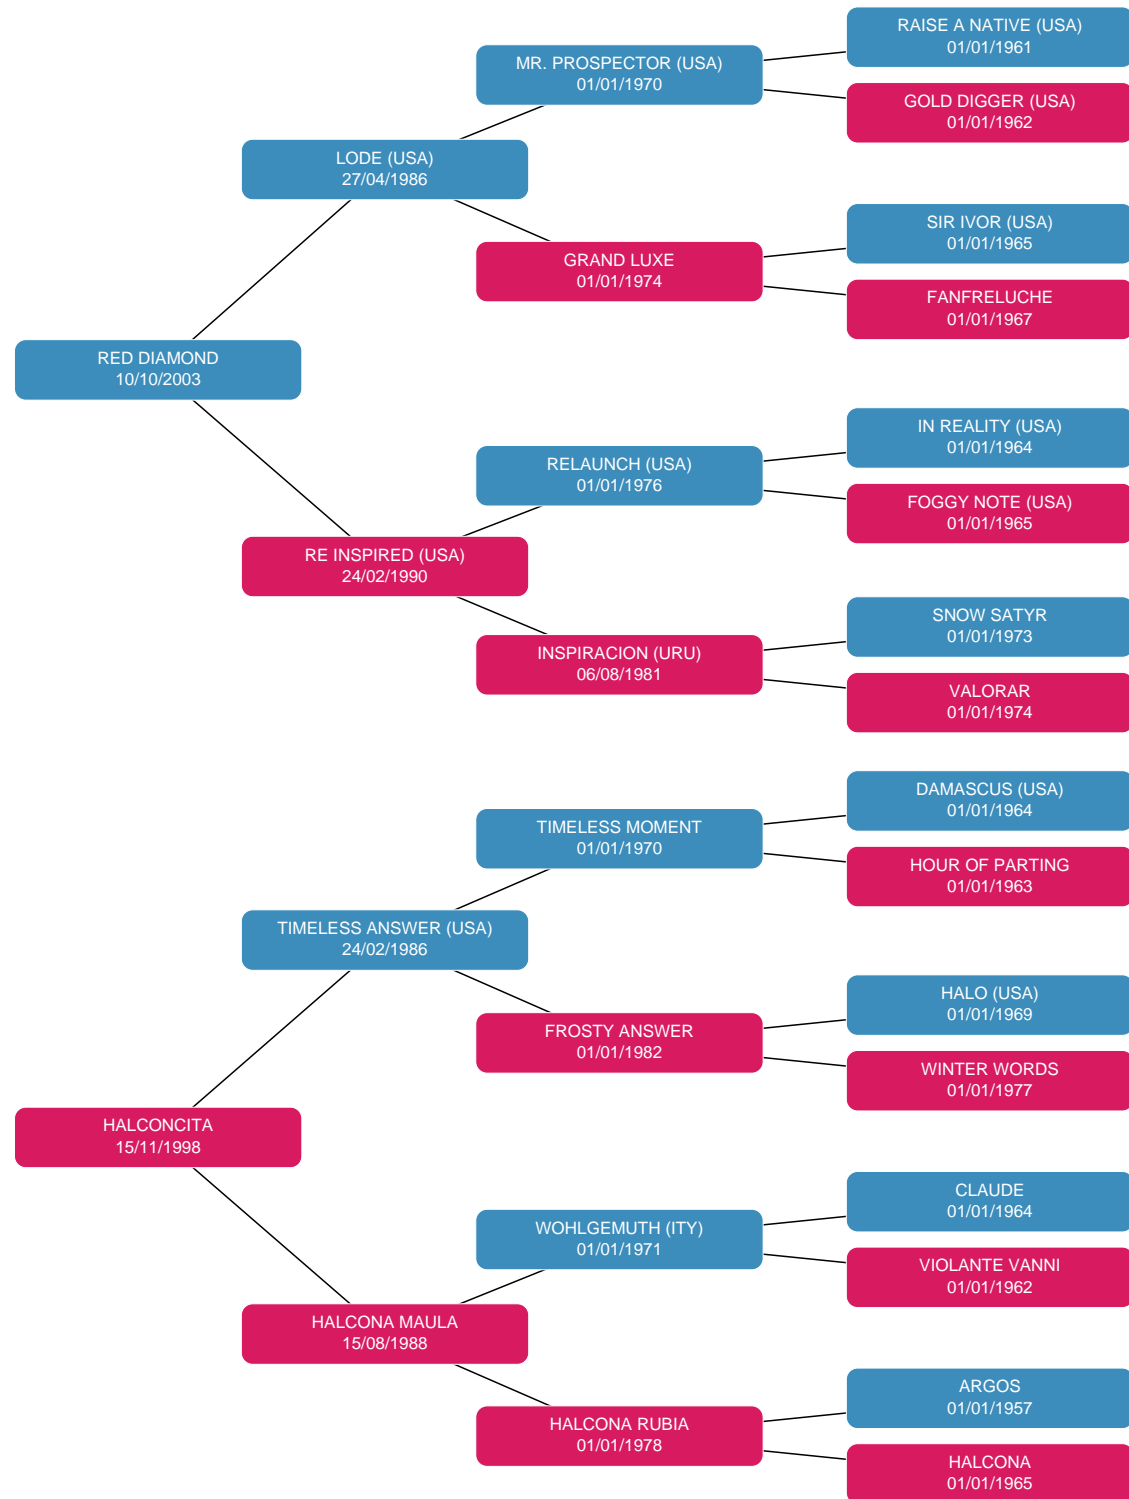 RAISE A NATIVE (USA)
01/01/1961
MR. PROSPECTOR (USA)
01/01/1970
GOLD DIGGER (USA)
01/01/1962
LODE (USA)
27/04/1986
SIR IVOR (USA)
01/01/1965
GRAND LUXE
01/01/1974
FANFRELUCHE
01/01/1967
RED DIAMOND
10/10/2003
IN REALITY (USA)
01/01/1964
RELAUNCH (USA)
01/01/1976
FOGGY NOTE (USA)
01/01/1965
RE INSPIRED (USA)
24/02/1990
SNOW SATYR
01/01/1973
INSPIRACION (URU)
06/08/1981
VALORAR
01/01/1974
DAMASCUS (USA)
01/01/1964
TIMELESS MOMENT
01/01/1970
HOUR OF PARTING
01/01/1963
TIMELESS ANSWER (USA)
24/02/1986
HALO (USA)
01/01/1969
FROSTY ANSWER
01/01/1982
WINTER WORDS
01/01/1977
HALCONCITA
15/11/1998
CLAUDE
01/01/1964
WOHLGEMUTH (ITY)
01/01/1971
VIOLANTE VANNI
01/01/1962
HALCONA MAULA
15/08/1988
ARGOS
01/01/1957
HALCONA RUBIA
01/01/1978
HALCONA
01/01/1965